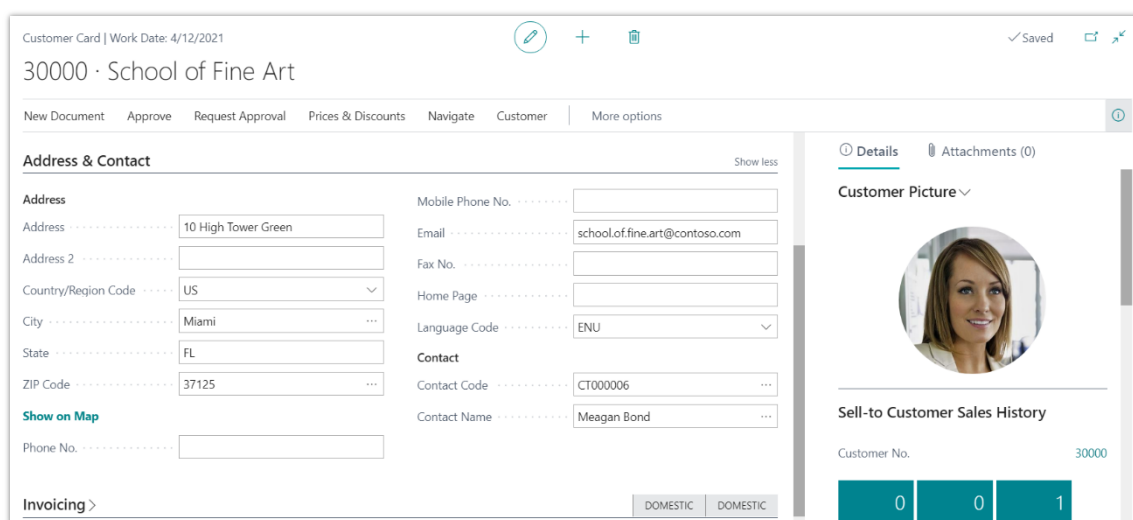 Customer Card | Work Date: 4/12/2021
Saved
30000 · School of Fine Art
New Document Approve Request Approval Prices & Discounts Navigate Customer More options
Address & Contact
Show less
Address
Address 10 High Tower Green
Address 2
Country/Region Code US
City Miami
State FL
ZIP Code 37125
Show on Map
Phone No.
Mobile Phone No.
Email school.of.fine.art@contoso.com
Fax No.
Home Page
Language Code ENU
Contact
Contact Code CT000006
Contact Name Meagan Bond
Invoicing
DOMESTIC DOMESTIC
Details Attachments (0)
Customer Picture
Sell-to Customer Sales History
Customer No. 30000
0 0 1